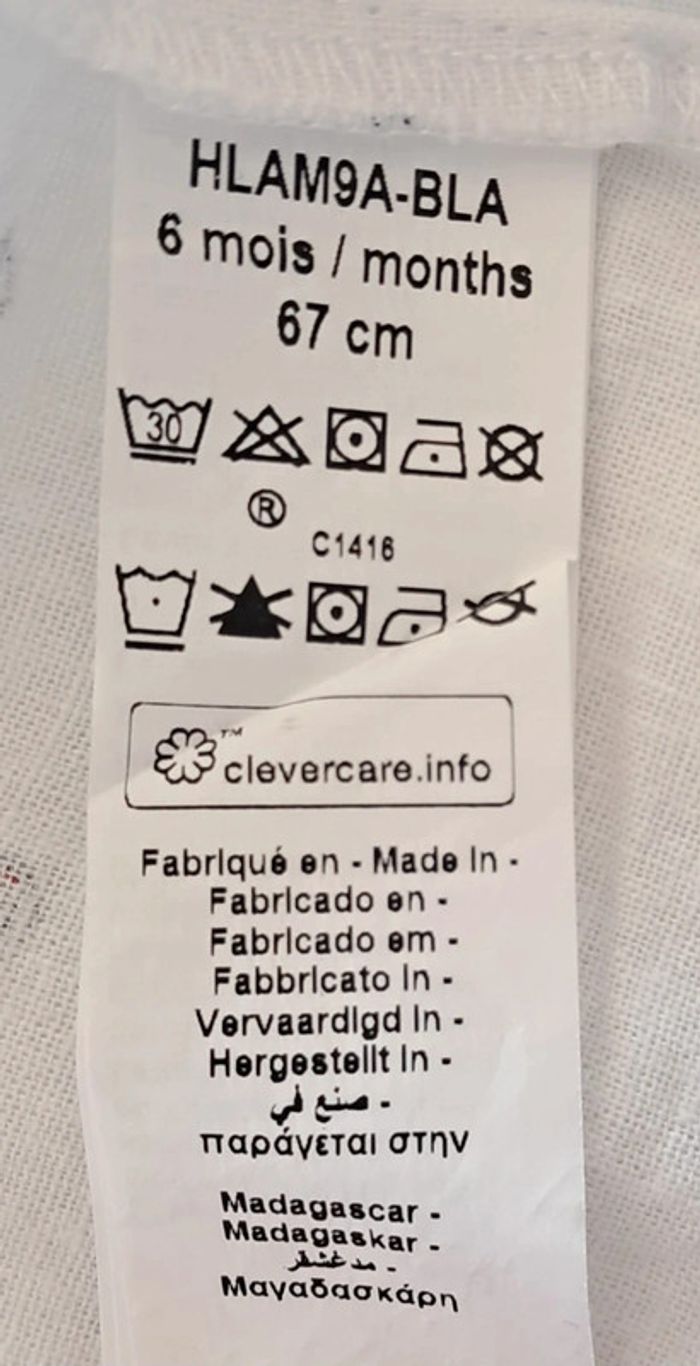 HLAM9A-BLA
6 mois / months
67 cm
30
®
C1416
™
clevercare.info
Fabriqué en - Made in -
Fabricado en -
Fabricado em -
Fabbricato in -
Vervaardigd in -
Hergestellt in -
صنع في -
παράγεται στην
Madagascar -
Madagaskar -
مدغشقر -
Μαγαδασκάρη